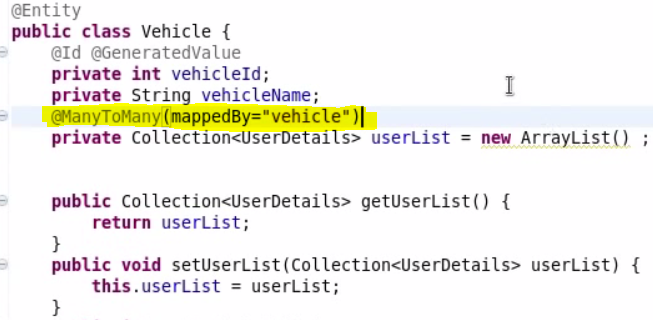 @Entity
public class Vehicle {
@Id @GeneratedValue
private int vehicleId;
private String vehicleName;
@ManyToMany(mappedBy="vehicle")
private Collection<UserDetails> userList = new ArrayList() ;
public Collection<UserDetails> getUserList() {
return userList;
}
public void setUserList(Collection<UserDetails> userList) {
this.userList = userList;
}